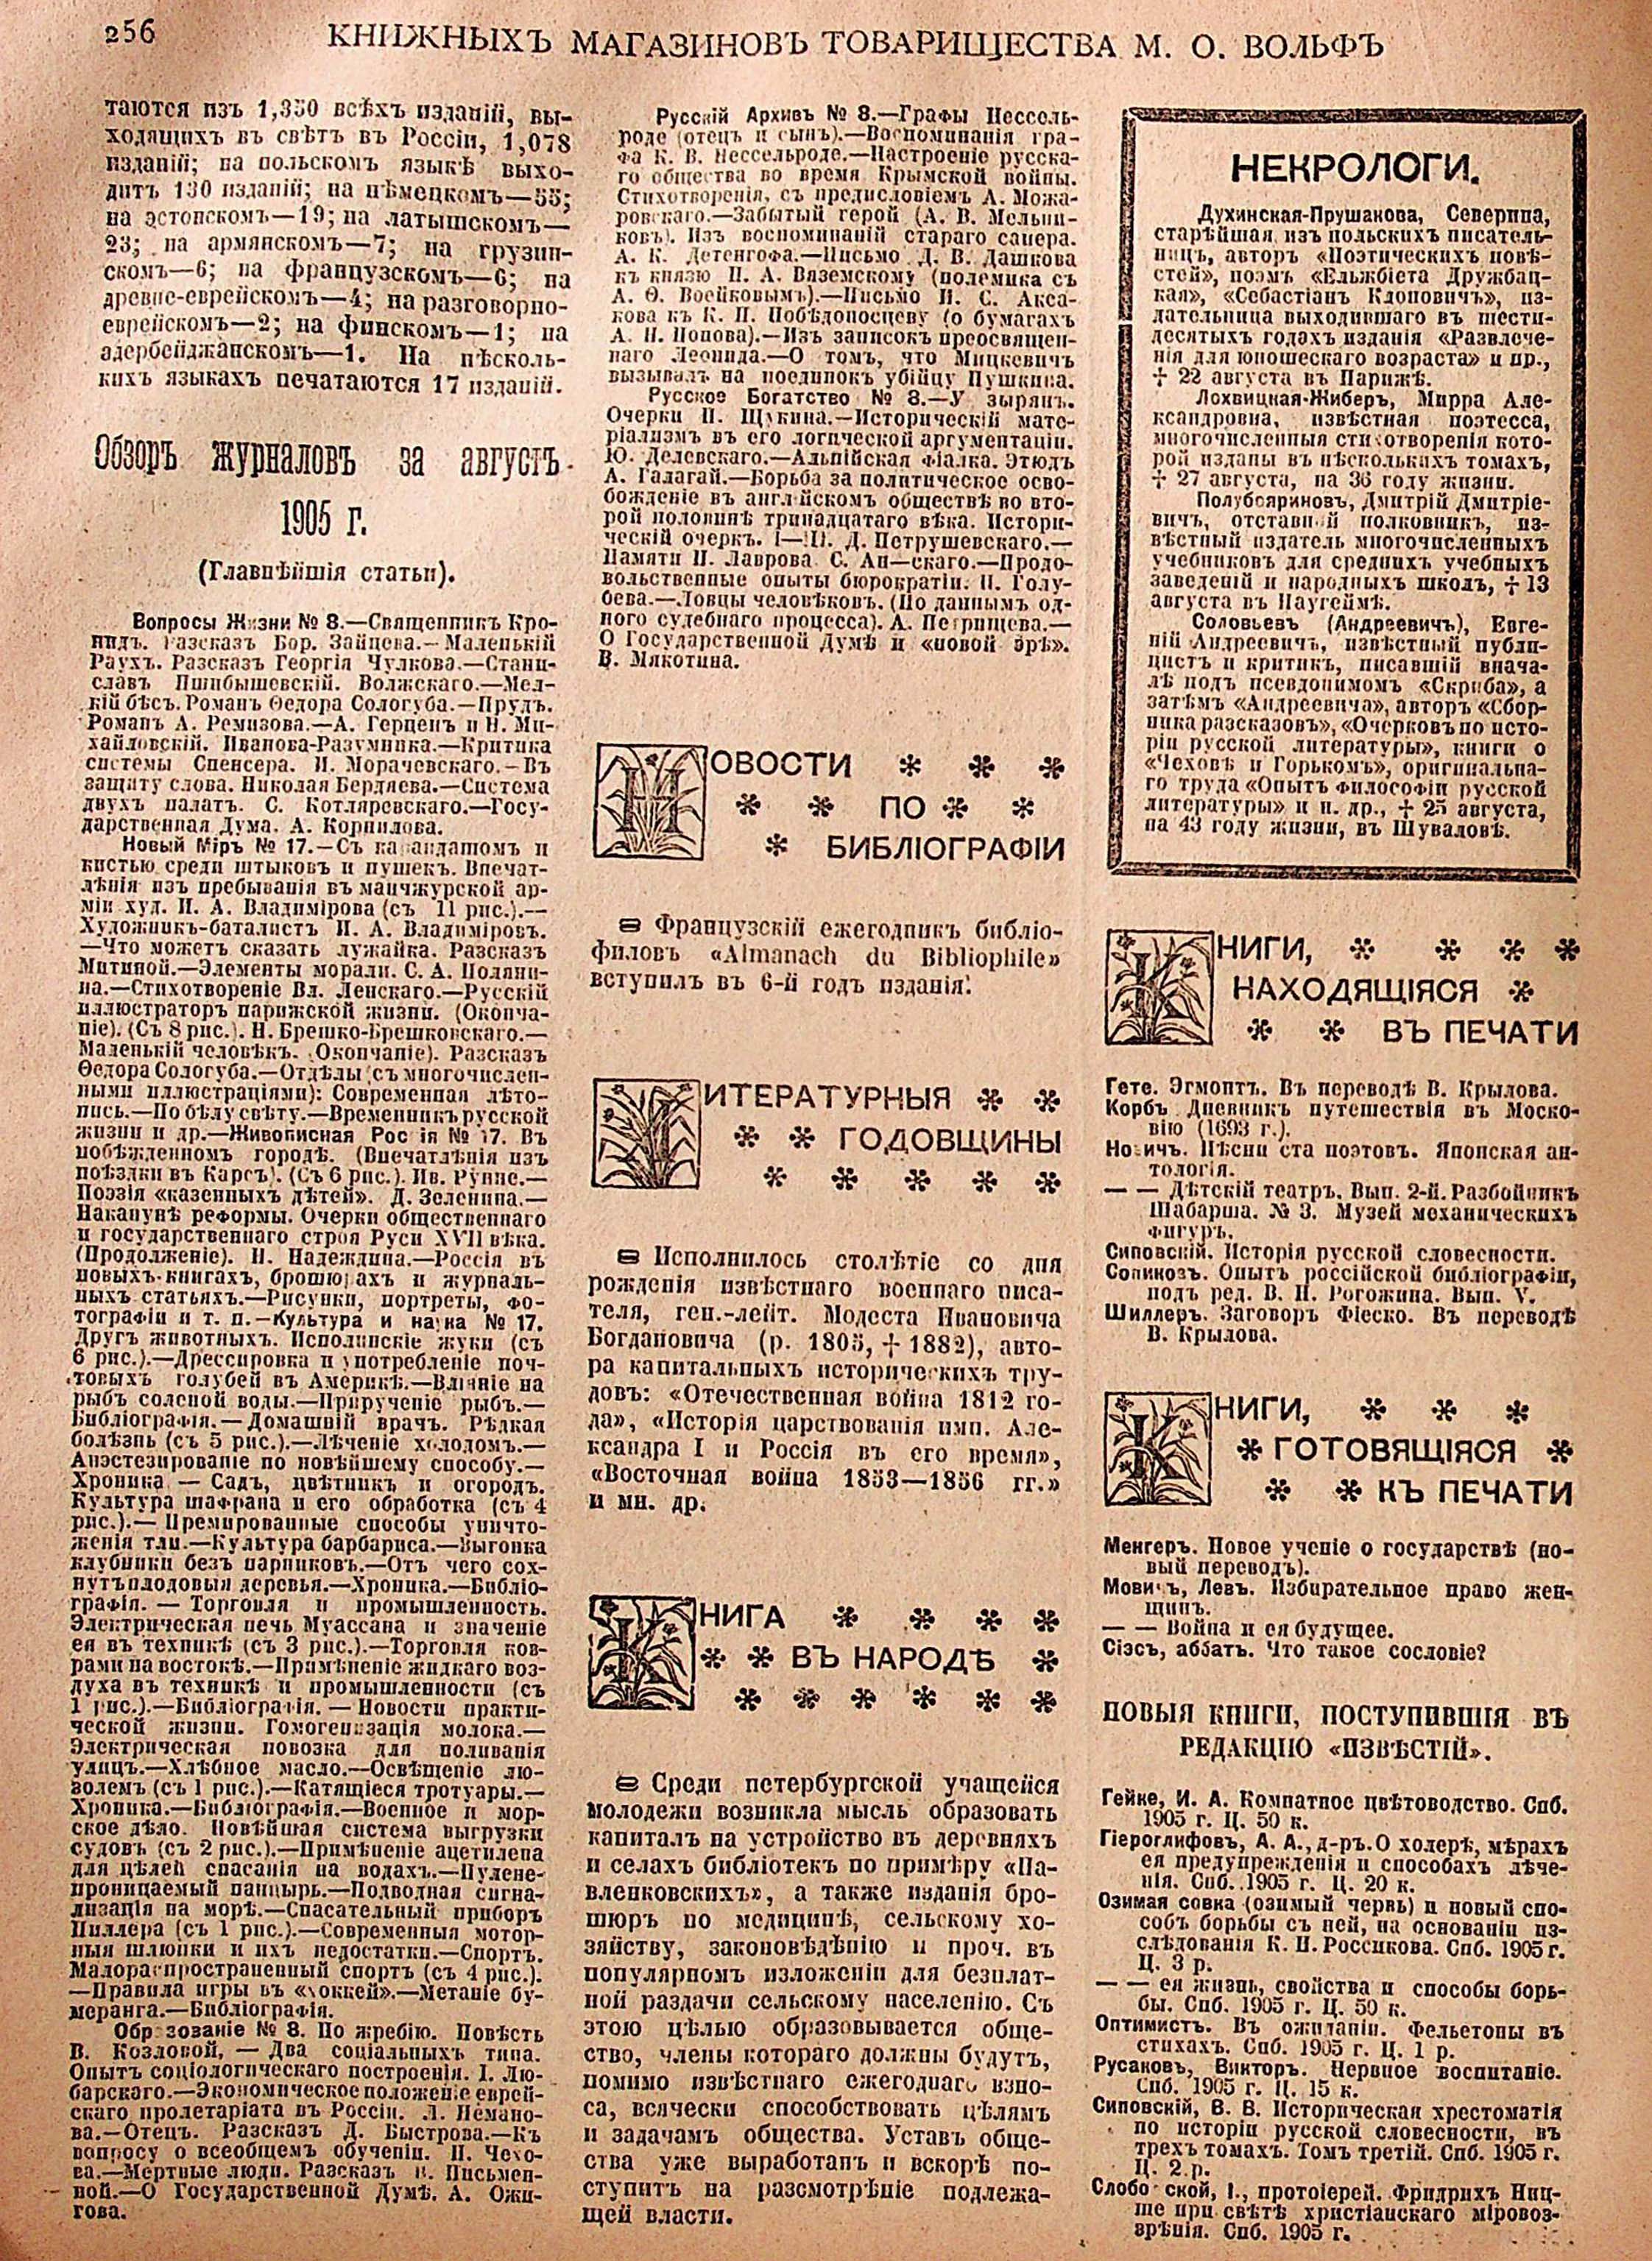 256
КНИЖНЫХЪ МАГАЗИНОВЪ ТОВАРИЩЕСТВА М. О. ВОЛЬФЪ
таются изъ 1,350 всѣхъ изданій, вы-
ходящихъ въ свѣтъ въ Россіи, 1,078
изданій; на польскомъ языкѣ выхо-
дитъ 130 изданій; на нѣмецкомъ—55;
на эстонскомъ—19; на латышскомъ—
23; на армянскомъ—7; на грузин-
скомъ—6; на французскомъ—6; на
древне-еврейскомъ—4; на разговорно-
еврейскомъ—2; на финскомъ—1; на
адербейджанскомъ—1. На нѣсколь-
кихъ языкахъ печатаются 17 изданій.
Обзоръ журналовъ за августъ
1905 г.
(Главнѣйшія статьи).
Вопросы Жизни № 8.—Священникъ Кро-
нидъ. Разсказъ Бор. Зайцева.—Маленькій
Раухъ. Разсказъ Георгія Чулкова.—Стани-
славъ Пшибышевскій. Волжскаго.—Мел-
кій бѣсъ. Романъ Ѳедора Сологуба.—Прудъ.
Романъ А. Ремизова.—А. Герценъ и Н. Ми-
хайловскій. Иванова-Разумника.—Критика
системы Спенсера. И. Морачевскаго.—Въ
защиту слова. Николая Бердяева.—Система
двухъ палатъ. С. Котляревскаго.—Госу-
дарственная Дума. А. Корнилова.
Новый Міръ № 17.—Съ карандашомъ и
кистью среди штыковъ и пушекъ. Впечат-
лѣнія изъ пребыванія въ манчжурской ар-
міи худ. И. А. Владимірова (съ 11 рис.).—
Художникъ-баталистъ И. А. Владиміровъ.
—Что можетъ сказать лужайка. Разсказъ
Митиной.—Элементы морали. С. А. Поляни-
на.—Стихотвореніе Вл. Ленскаго.—Русскій
иллюстраторъ парижской жизни. (Оконча-
ніе). (Съ 8 рис.). Н. Брешко-Брешковскаго.—
Маленькій человѣкъ. (Окончаніе). Разсказъ
Ѳедора Сологуба.—Отдѣлы (съ многочислен-
ными иллюстраціями): Современная лѣто-
пись.—По бѣлу свѣту.—Временникъ русской
жизни и др.—Живописная Россія № 17. Въ
побѣжденномъ городѣ. (Впечатлѣнія изъ
поѣздки въ Карсъ). (Съ 6 рис.). Ив. Рупие.—
Поэзія «казенныхъ дѣтей». Д. Зеленина.—
Наканунѣ реформы. Очерки общественнаго
и государственнаго строя Руси XVII вѣка.
(Продолженіе). Н. Надеждина.—Россія въ
новыхъ книгахъ, брошюрахъ и журналь-
ныхъ статьяхъ.—Рисунки, портреты, фо-
тографіи и т. п.—Культура и наука № 17.
Другъ животныхъ. Исполинскіе жуки (съ
6 рис.).—Дрессировка и употребленіе поч-
товыхъ голубей въ Америкѣ.—Вліяніе на
рыбъ соленой воды.—Прирученіе рыбъ.—
Библіографія.—Домашній врачъ. Рѣдкая
болѣзнь (съ 5 рис.).—Лѣченіе холодомъ.—
Анэстезированіе по новѣйшему способу.—
Хроника. — Садъ, цвѣтникъ и огородъ.
Культура шафрана и его обработка (съ 4
рис.).— Премированные способы уничто-
женія тли.—Культура барбариса.—Выгонка
клубники безъ парниковъ.—Отъ чего сох-
нутъ плодовыя деревья.—Хроника.—Библіо-
графія. — Торговля и промышленность.
Электрическая печь Муассана и значеніе
ея въ техникѣ (съ 3 рис.).—Торговля ков-
рами на востокѣ.—Примѣненіе жидкаго воз-
духа въ техникѣ и промышленности (съ
1 рис.).—Библіографія. — Новости практи-
ческой жизни. Гомогенизація молока.—
Электрическая повозка для поливанія
улицъ.—Хлѣбное масло.—Освѣщеніе лю-
золемъ (съ 1 рис.).—Катящіеся тротуары.—
Хроника.—Библіографія.—Военное и мор-
ское дѣло. Новѣйшая система выгрузки
судовъ (съ 2 рис.).—Примѣненіе ацетилена
для цѣлей спасанія на водахъ.—Пулене-
проницаемый панцырь.—Подводная сигна-
лизація на морѣ.—Спасательный приборъ
Пиллера (съ 1 рис.).—Современныя мотор-
ныя шлюпки и ихъ недостатки.—Спортъ.
Малораспространенный спортъ (съ 4 рис.).
—Правила игры въ «хоккей».—Метаніе бу-
меранга.—Библіографія.
Образованіе № 8. По жребію. Повѣсть
В. Козловой, — Два соціальныхъ типа.
Опытъ соціологическаго построенія. І. Лю-
барскаго.—Экономическое положеніе еврей-
скаго пролетаріата въ Россіи. Л. Немано-
ва.—Отецъ. Разсказъ Д. Быстрова.—Къ
вопросу о всеобщемъ обученіи. Н. Чехо-
ва.—Мертвые люди. Разсказъ В. Письмен-
ной.—О Государственной Думѣ. А. Ожи-
гова.
Русскій Архивъ № 8.—Графы Нессель-
роде (отецъ и сынъ).—Воспоминанія гра-
фа К. В. Нессельроде.—Настроеніе русска-
го общества во время Крымской войны.
Стихотворенія, съ предисловіемъ А. Можа-
ровскаго.—Забытый герой (А. В. Мельни-
ковъ). Изъ воспоминаній стараго сапера.
А. К. Детенгофа.—Письмо Д. В. Дашкова
къ князю П. А. Вяземскому (полемика съ
А. Ѳ. Воейковымъ).—Письмо И. С. Акса-
кова къ К. П. Побѣдоносцеву (о бумагахъ
А. Н. Попова).—Изъ записокъ преосвящен-
наго Леонида.—О томъ, что Мицкевичъ
вызывалъ на поединокъ убійцу Пушкина.
Русское Богатство № 8.—У зырянъ.
Очерки П. Щукина.—Историческій мате-
ріализмъ въ его логической аргументаціи.
Ю. Делевскаго.—Альпійская фіалка. Этюдъ
А. Галагай.—Борьба за политическое осво-
божденіе въ англійскомъ обществѣ во вто-
рой половинѣ тринадцатаго вѣка. Истори-
ческій очеркъ. I—III. Д. Петрушевскаго.—
Памяти П. Лаврова С. Ан—скаго.—Продо-
вольственные опыты бюрократіи. П. Голу-
бева.—Ловцы человѣковъ. (По даннымъ од-
ного судебнаго процесса). А. Петрищева.—
О Государственной Думѣ и «новой эрѣ».
В. Мякотина.
НОВОСТИ
ПО
БИБЛІОГРАФІИ
Французскій ежегодникъ библіо-
филовъ «Almanach du Bibliophile»
вступилъ въ 6-й годъ изданія.
ЛИТЕРАТУРНЫЯ
ГОДОВЩИНЫ
Исполнилось столѣтіе со дня
рожденія извѣстнаго военнаго писа-
теля, ген.-лейт. Модеста Ивановича
Богдановича (р. 1805, † 1882), авто-
ра капитальныхъ историческихъ тру-
довъ: «Отечественная война 1812 го-
да», «Исторія царствованія имп. Але-
ксандра I и Россія въ его время»,
«Восточная война 1853—1856 гг.»
и мн. др.
КНИГА
ВЪ НАРОДѢ
Среди петербургской учащейся
молодежи возникла мысль образовать
капиталъ на устройство въ деревняхъ
и селахъ библіотекъ по примѣру «Па-
вленковскихъ», а также изданія бро-
шюръ по медицинѣ, сельскому хо-
зяйству, законовѣдѣнію и проч. въ
популярномъ изложеніи для безплат-
ной раздачи сельскому населенію. Съ
этою цѣлью образовывается обще-
ство, члены котораго должны будутъ,
помимо извѣстнаго ежегоднаго взно-
са, всячески способствовать цѣлямъ
и задачамъ общества. Уставъ обще-
ства уже выработанъ и вскорѣ по-
ступитъ на разсмотрѣніе подлежа-
щей власти.
НЕКРОЛОГИ.
Духинская-Прушакова, Северина,
старѣйшая изъ польскихъ писатель-
ницъ, авторъ «Поэтическихъ повѣ-
стей», поэмъ «Ельжбіета Дружбац-
кая», «Себастіанъ Клоновичъ», из-
дательница выходившаго въ шести-
десятыхъ годахъ изданія «Развлече-
нія для юношескаго возраста» и пр.,
† 22 августа въ Парижѣ.
Лохвицкая-Жиберъ, Мирра Але-
ксандровна, извѣстная поэтесса,
многочисленныя стихотворенія кото-
рой изданы въ нѣсколькихъ томахъ,
† 27 августа, на 36 году жизни.
Полубояриновъ, Дмитрій Дмитріе-
вичъ, отставной полковникъ, из-
вѣстный издатель многочисленныхъ
учебниковъ для среднихъ учебныхъ
заведеній и народныхъ школъ, † 13
августа въ Наугеймѣ.
Соловьевъ (Андреевичъ), Евге-
ній Андреевичъ, извѣстный публи-
цистъ и критикъ, писавшій внача-
лѣ подъ псевдонимомъ «Скриба», а
затѣмъ «Андреевича», авторъ «Сбор-
ника разсказовъ», «Очерковъ по исто-
ріи русской литературы», книги о
«Чеховѣ и Горькомъ», оригинальна-
го труда «Опытъ философіи русской
литературы» и п. др., † 25 августа,
на 43 году жизни, въ Шуваловѣ.
КНИГИ,
НАХОДЯЩІЯСЯ
ВЪ ПЕЧАТИ
Гете. Эгмонтъ. Въ переводѣ В. Крылова.
Корбъ Дневникъ путешествія въ Моско-
вію (1693 г.).
Новичъ. Пѣсни ста поэтовъ. Японская ан-
тологія.
— — Дѣтскій театръ. Вып. 2-й. Разбойникъ
Шабарша. № 3. Музей механическихъ
фигуръ.
Сиповскій. Исторія русской словесности.
Сопиковъ. Опытъ россійской библіографіи,
подъ ред. В. Н. Рогожина. Вып. V.
Шиллеръ. Заговоръ Фіеско. Въ переводѣ
В. Крылова.
КНИГИ,
ГОТОВЯЩІЯСЯ
КЪ ПЕЧАТИ
Менгеръ. Новое ученіе о государствѣ (но-
вый переводъ).
Мовичъ, Левъ. Избирательное право жен-
щинъ.
— — Война и ея будущее.
Сіэсъ, аббатъ. Что такое сословіе?
НОВЫЯ КНИГИ, ПОСТУПИВШІЯ ВЪ
РЕДАКЦІЮ «ИЗВѢСТІЙ».
Гейне, И. А. Комнатное цвѣтоводство. Спб.
1905 г. Ц. 50 к.
Гіероглифовъ, А. А., д-ръ. О холерѣ, мѣрахъ
ея предупрежденія и способахъ лѣче-
нія. Спб. 1905 г. Ц. 20 к.
Озимая совка (озимый червь) и новый спо-
собъ борьбы съ ней, на основаніи из-
слѣдованія К. Н. Россикова. Спб. 1905 г.
Ц. 3 р.
— — ея жизнь, свойства и способы борь-
бы. Спб. 1905 г. Ц. 50 к.
Оптимистъ. Въ ожиданіи. Фельетоны въ
стихахъ. Спб. 1905 г. Ц. 1 р.
Русаковъ, Викторъ. Нервное воспитаніе.
Спб. 1905 г. Ц. 15 к.
Сиповскій, В. В. Историческая хрестоматія
по исторіи русской словесности, въ
трехъ томахъ. Томъ третій. Спб. 1905 г.
Ц. 2 р.
Слободской, І., протоіерей. Фридрихъ Ниц-
ше при свѣтѣ христіанскаго міровоз-
зрѣнія. Спб. 1905 г.